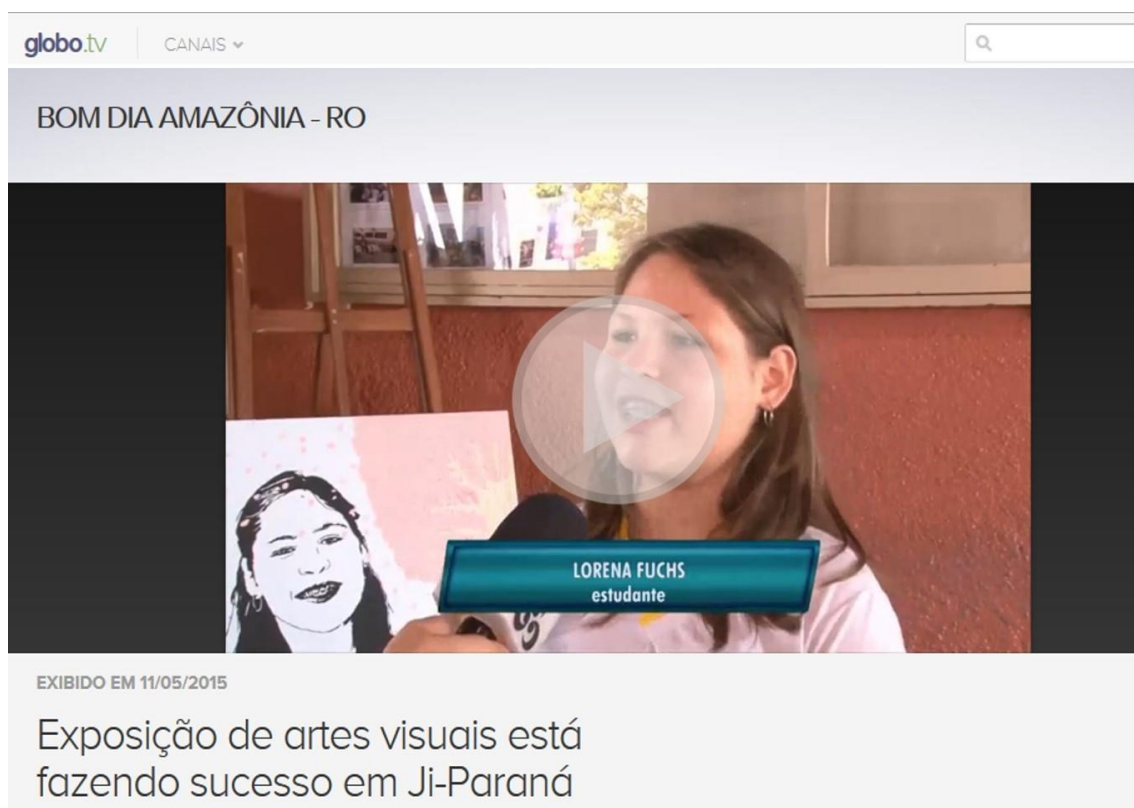 globo.tv CANAIS
BOM DIA AMAZÔNIA - RO
LORENA FUCHS
estudante
EXIBIDO EM 11/05/2015
Exposição de artes visuais está
fazendo sucesso em Ji-Paraná